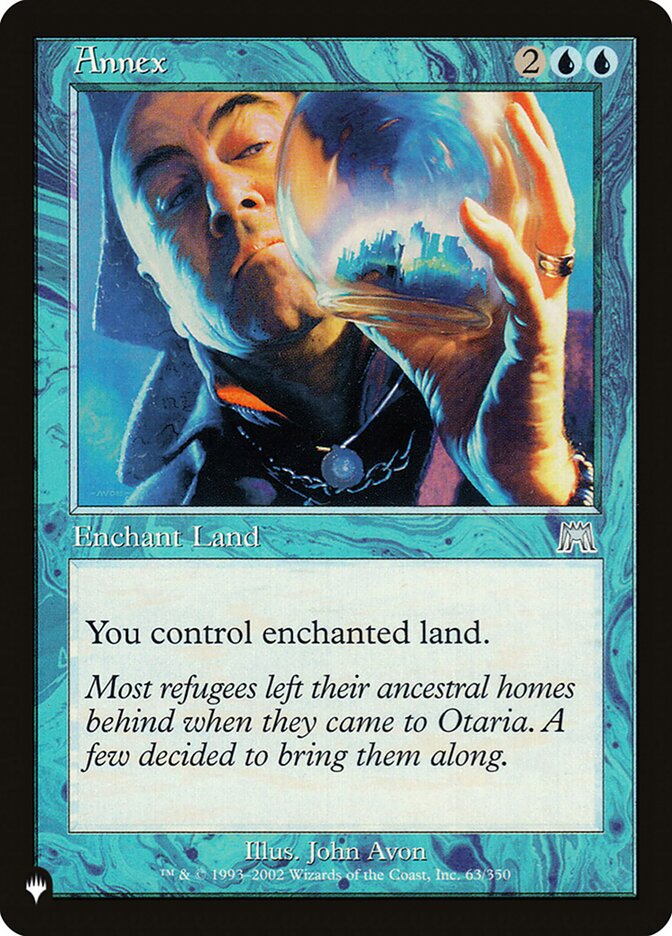 Annex
2
Enchant Land
You control enchanted land.
Most refugees left their ancestral homes
behind when they came to Otaria. A
few decided to bring them along.
Illus. John Avon
™ & © 1993-2002 Wizards of the Coast, Inc. 63/350